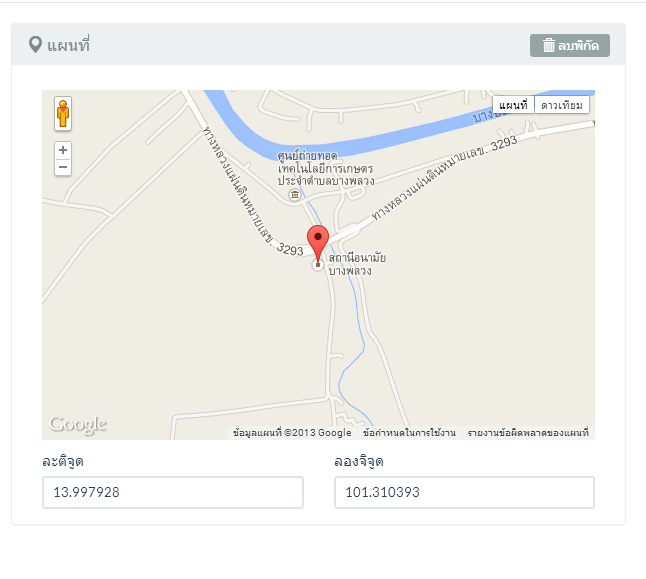 แผนที่
ลบพิกัด
แผนที่
ดาวเทียม
ทางหลวงแผ่นดินหมายเลข. 3293
ศูนย์ถ่ายทอด
เทคโนโลยีการเกษตร
ประจำตำบลบางพลวง
ทางหลวงแผ่นดินหมายเลข. 3293
สถานีอนามัย
บางพลวง
Google
ข้อมูลแผนที่ ©2013 Google
ข้อกำหนดในการใช้งาน
รายงานข้อผิดพลาดของแผนที่
ละติจูด
ลองจิจูด
13.997928
101.310393